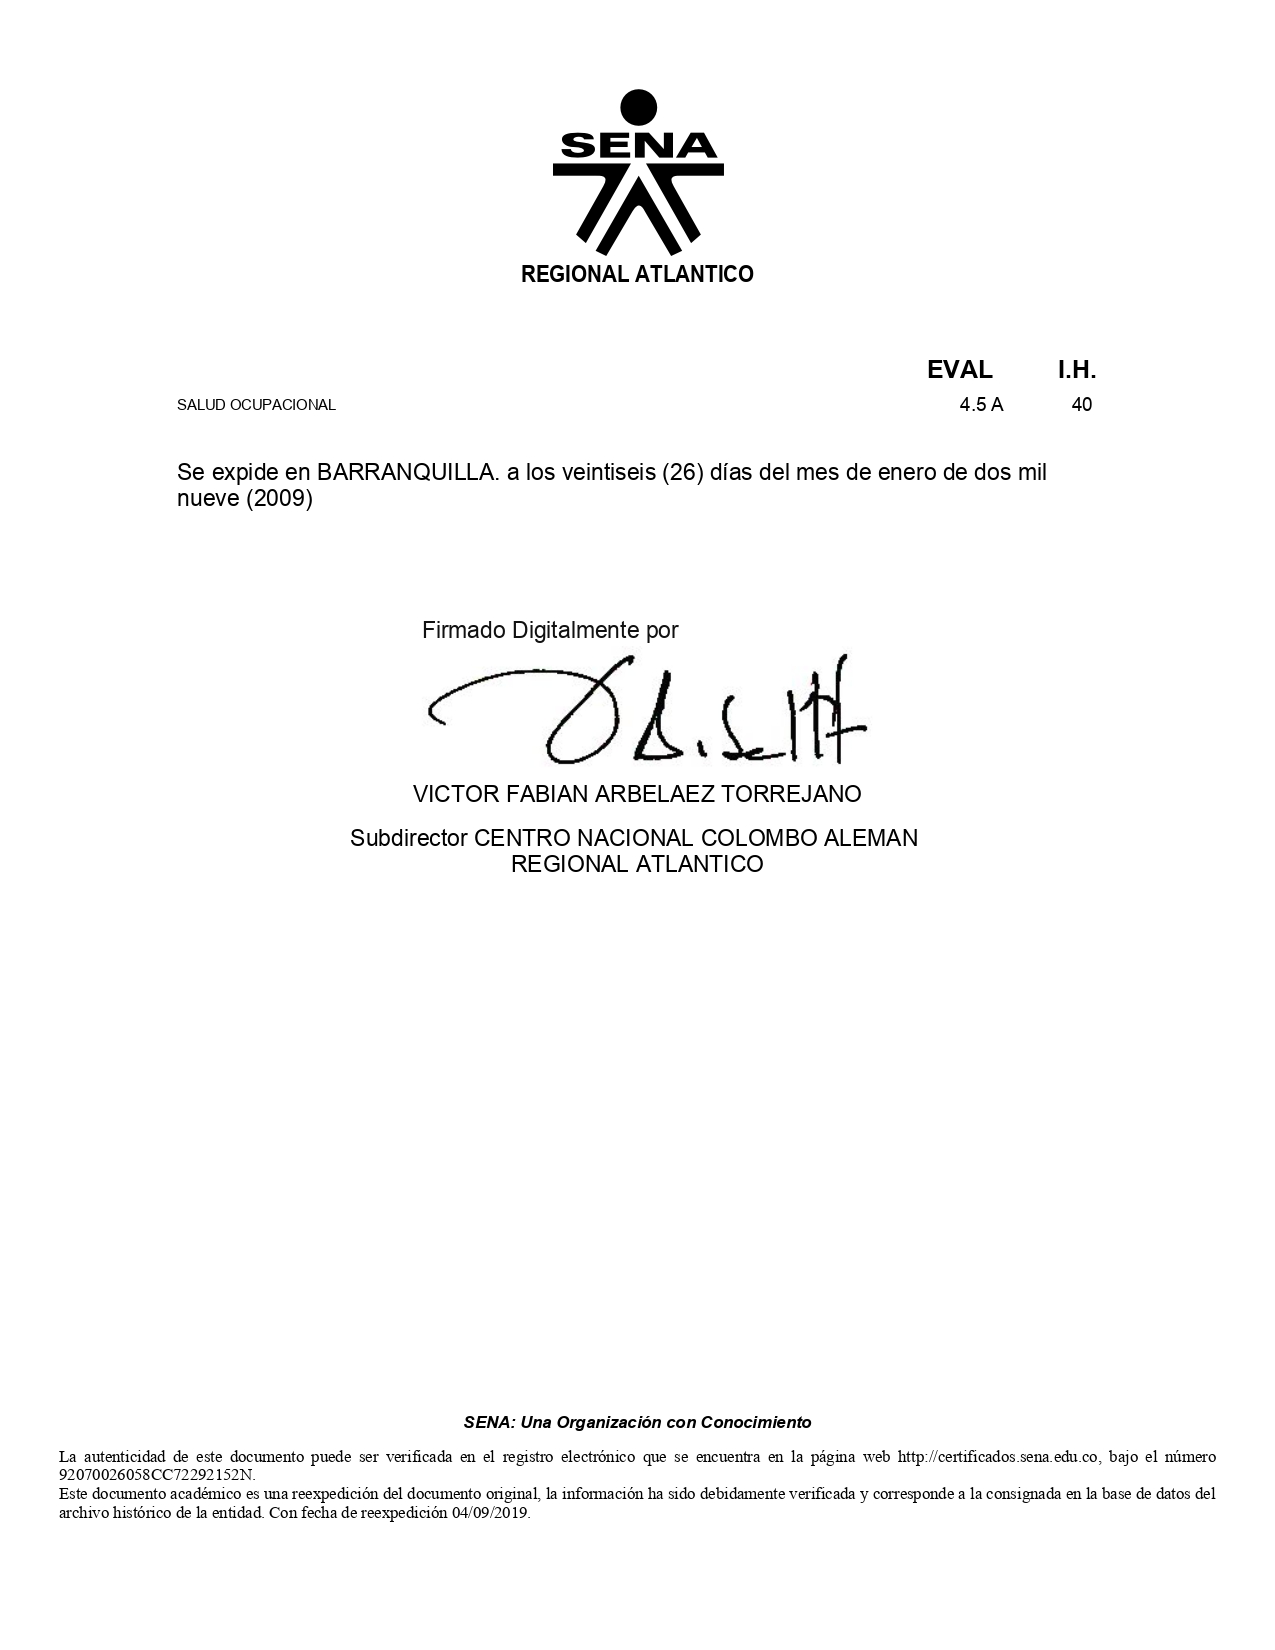 SENA
REGIONAL ATLANTICO
EVAL I.H.
SALUD OCUPACIONAL 4.5 A 40
Se expide en BARRANQUILLA. a los veintiseis (26) días del mes de enero de dos mil
nueve (2009)
Firmado Digitalmente por
VICTOR FABIAN ARBELAEZ TORREJANO
Subdirector CENTRO NACIONAL COLOMBO ALEMAN
REGIONAL ATLANTICO
SENA: Una Organización con Conocimiento
La autenticidad de este documento puede ser verificada en el registro electrónico que se encuentra en la página web http://certificados.sena.edu.co, bajo el número
92070026058CC72292152N.
Este documento académico es una reexpedición del documento original, la información ha sido debidamente verificada y corresponde a la consignada en la base de datos del
archivo histórico de la entidad. Con fecha de reexpedición 04/09/2019.